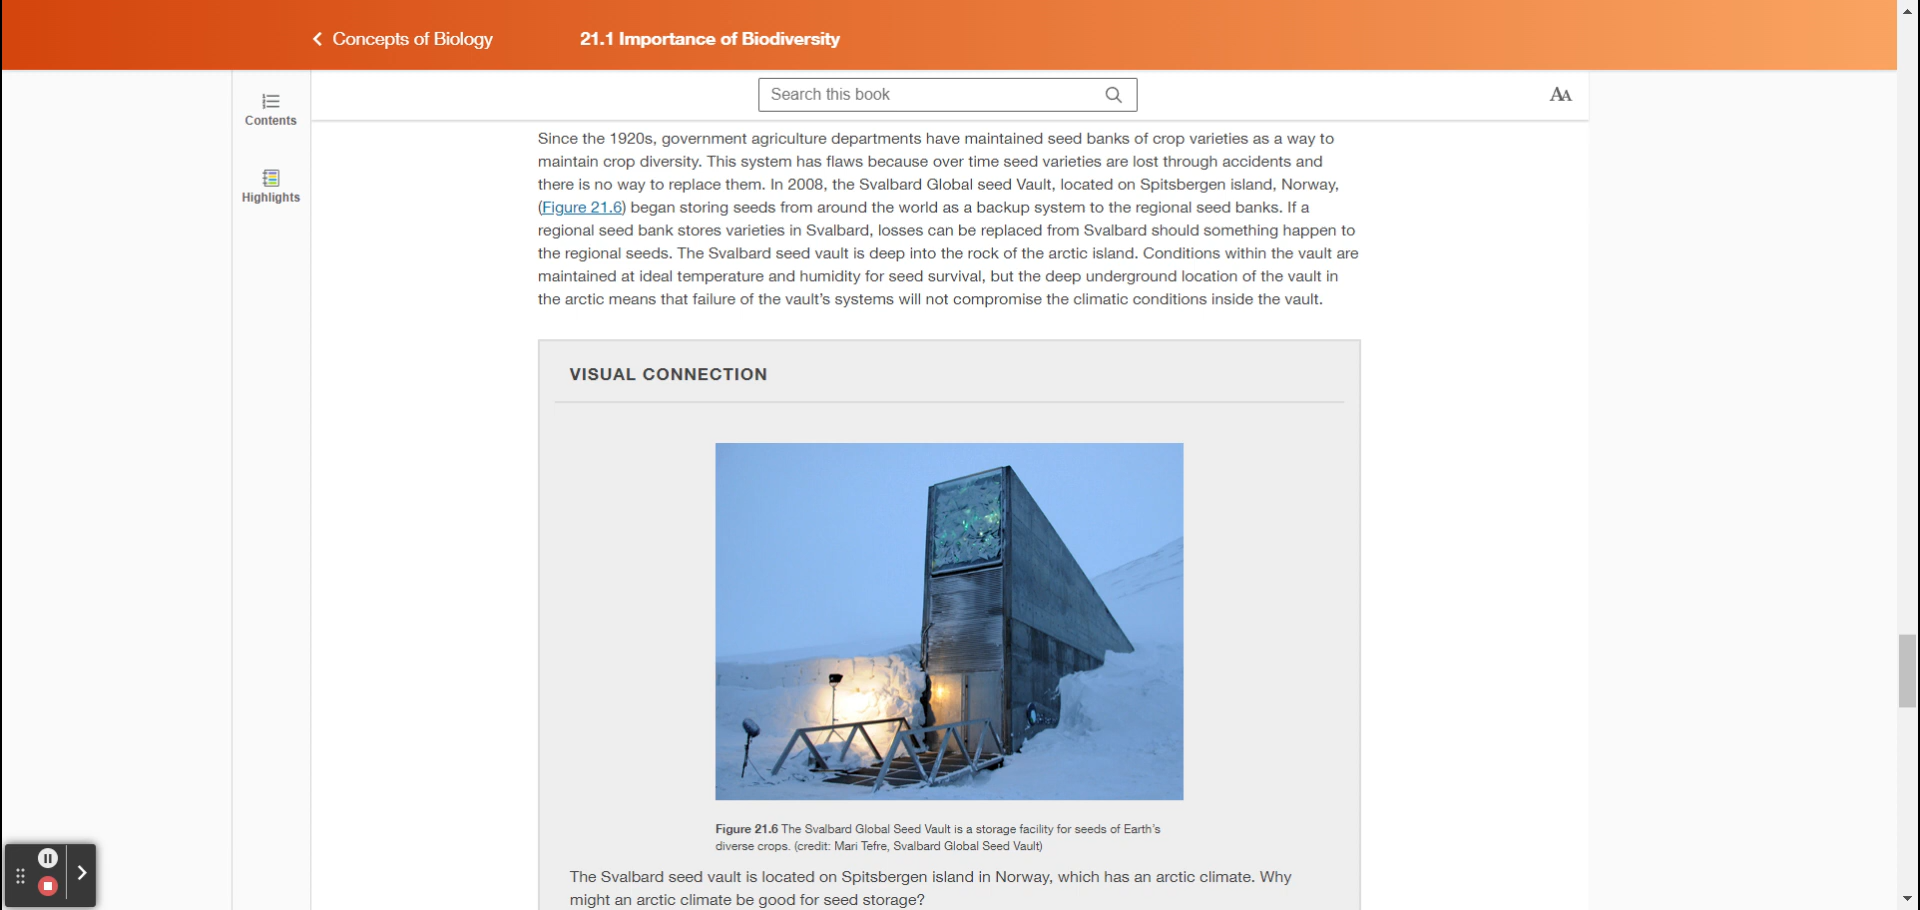 Concepts of Biology
21.1 Importance of Biodiversity
Search this book
AA
Contents
Highlights
Since the 1920s, government agriculture departments have maintained seed banks of crop varieties as a way to
maintain crop diversity. This system has flaws because over time seed varieties are lost through accidents and
there is no way to replace them. In 2008, the Svalbard Global seed Vault, located on Spitsbergen island, Norway,
(Figure 21.6) began storing seeds from around the world as a backup system to the regional seed banks. If a
regional seed bank stores varieties in Svalbard, losses can be replaced from Svalbard should something happen to
the regional seeds. The Svalbard seed vault is deep into the rock of the arctic island. Conditions within the vault are
maintained at ideal temperature and humidity for seed survival, but the deep underground location of the vault in
the arctic means that failure of the vault's systems will not compromise the climatic conditions inside the vault.
VISUAL CONNECTION
Figure 21.6 The Svalbard Global Seed Vault is a storage facility for seeds of Earth's
diverse crops. (credit: Mari Tefre, Svalbard Global Seed Vault)
The Svalbard seed vault is located on Spitsbergen island in Norway, which has an arctic climate. Why
might an arctic climate be good for seed storage?